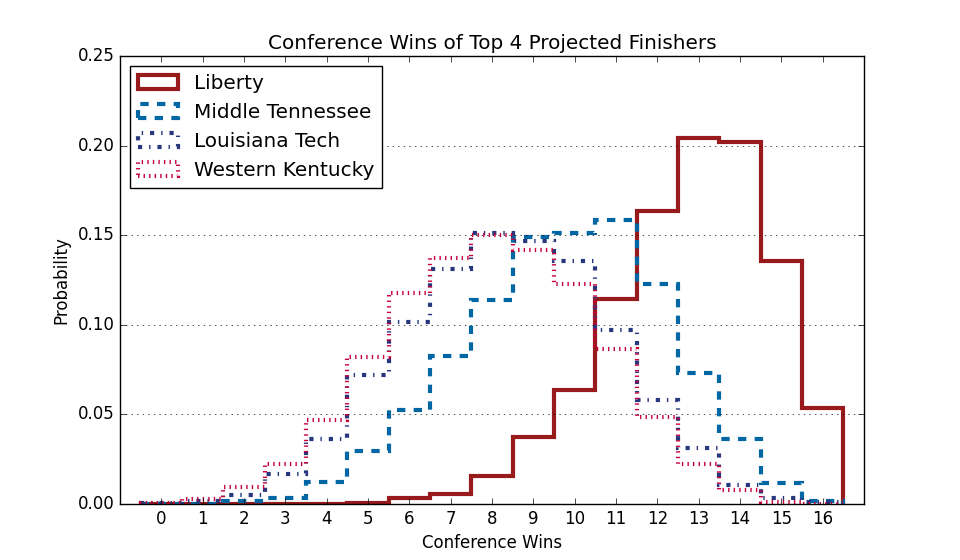 Conference Wins of Top 4 Projected Finishers
0.25
0.20
0.15
0.10
0.05
0.00
Probability
Liberty
Middle Tennessee
Louisiana Tech
Western Kentucky
0 1 2 3 4 5 6 7 8 9 10 11 12 13 14 15 16
Conference Wins